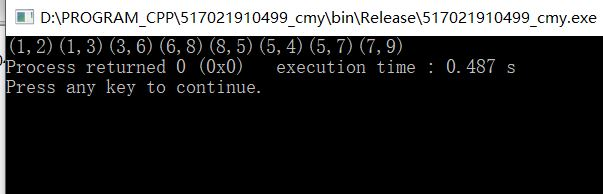 D:\PROGRAM_CPP\517021910499_cmy\bin\Release\517021910499_cmy.exe
(1,2)(1,3)(3,6)(6,8)(8,5)(5,4)(5,7)(7,9)
Process returned 0 (0x0)   execution time : 0.487 s
Press any key to continue.